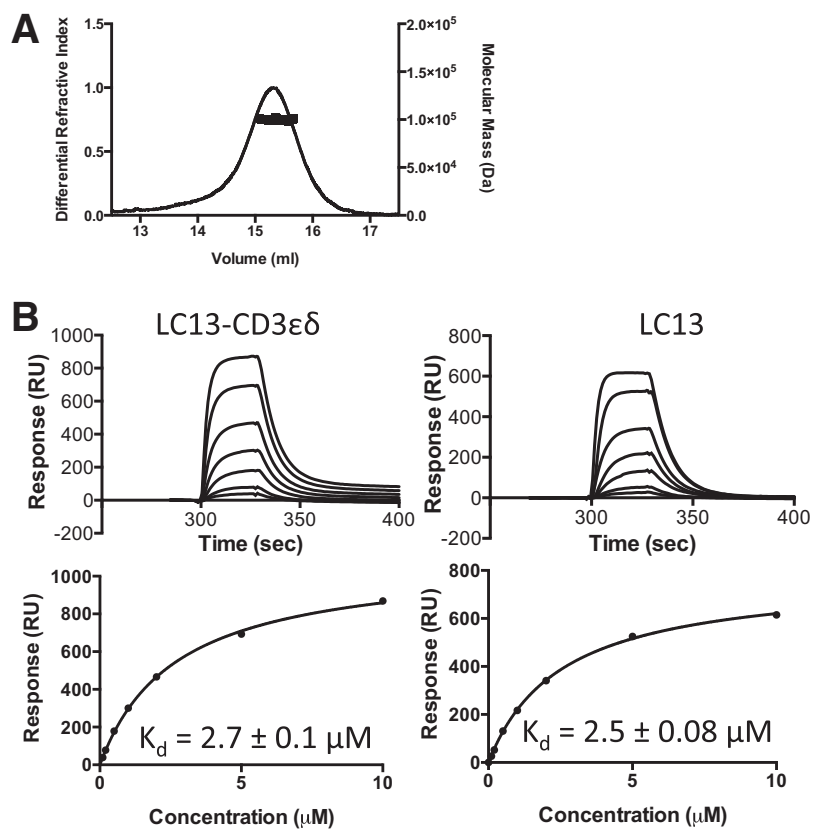 A
Differential Refractive Index
1.5
1.0
0.5
0.0
2.0×10⁵
1.5×10⁵
1.0×10⁵
5.0×10⁴
0.0
Molecular Mass (Da)
13 14 15 16 17
Volume (ml)
B
LC13-CD3εδ
Response (RU)
1000
800
600
400
200
0
-200
300 350 400
Time (sec)
LC13
Response (RU)
800
600
400
200
0
-200
300 350 400
Time (sec)
Response (RU)
1000
800
600
400
200
0
K_d = 2.7 ± 0.1 μM
0 5 10
Concentration (μM)
Response (RU)
800
600
400
200
0
K_d = 2.5 ± 0.08 μM
0 5 10
Concentration (μM)